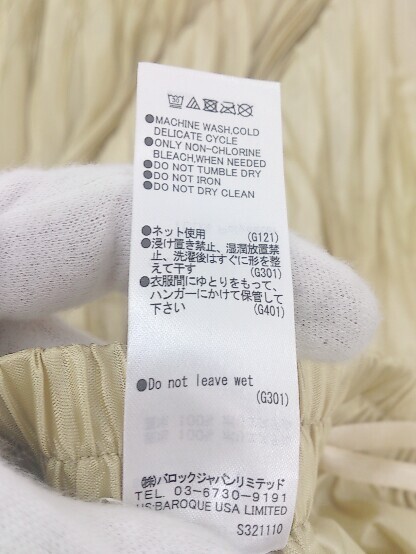 ●MACHINE WASH,COLD
DELICATE CYCLE
●ONLY NON-CHLORINE
BLEACH,WHEN NEEDED
●DO NOT TUMBLE DRY
●DO NOT IRON
●DO NOT DRY CLEAN
●ネット使用 (G121)
●浸け置き禁止、湿潤放置禁
止、洗濯後はすぐに形を整
えて干す (G301)
●衣服間にゆとりをもって、
ハンガーにかけて保管して
下さい (G401)
●Do not leave wet
(G301)
㈱バロックジャパンリミテッド
TEL 03-6730-9191
US:BAROQUE USA LIMITED
S321110